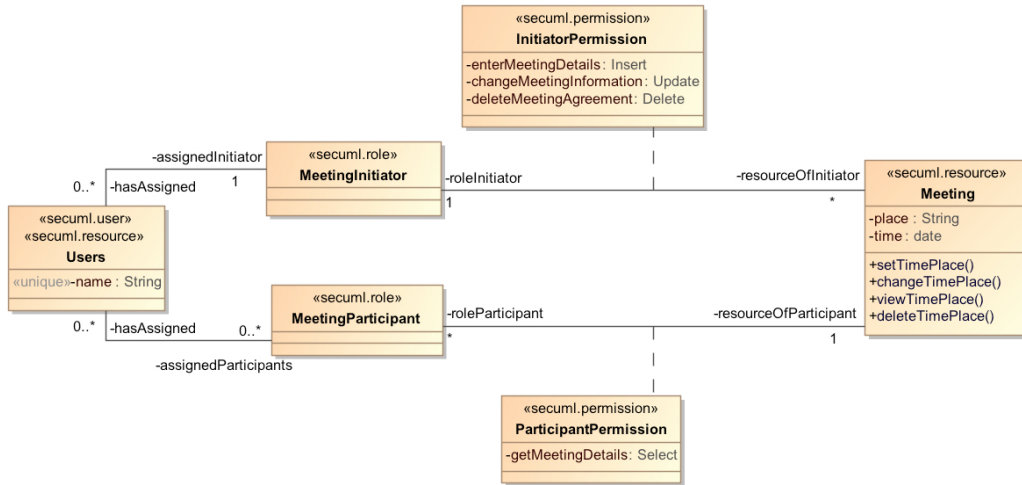 «secuml.permission»
InitiatorPermission
-enterMeetingDetails : Insert
-changeMeetingInformation : Update
-deleteMeetingAgreement : Delete
-assignedInitiator
0..*
-hasAssigned
1
«secuml.role»
MeetingInitiator
-roleInitiator
1
-resourceOfInitiator
*
«secuml.resource»
Meeting
-place : String
-time : date
+setTimePlace()
+changeTimePlace()
+viewTimePlace()
+deleteTimePlace()
«secuml.user»
«secuml.resource»
Users
«unique»-name : String
0..*
-hasAssigned
0..*
-assignedParticipants
«secuml.role»
MeetingParticipant
-roleParticipant
*
-resourceOfParticipant
1
«secuml.permission»
ParticipantPermission
-getMeetingDetails : Select